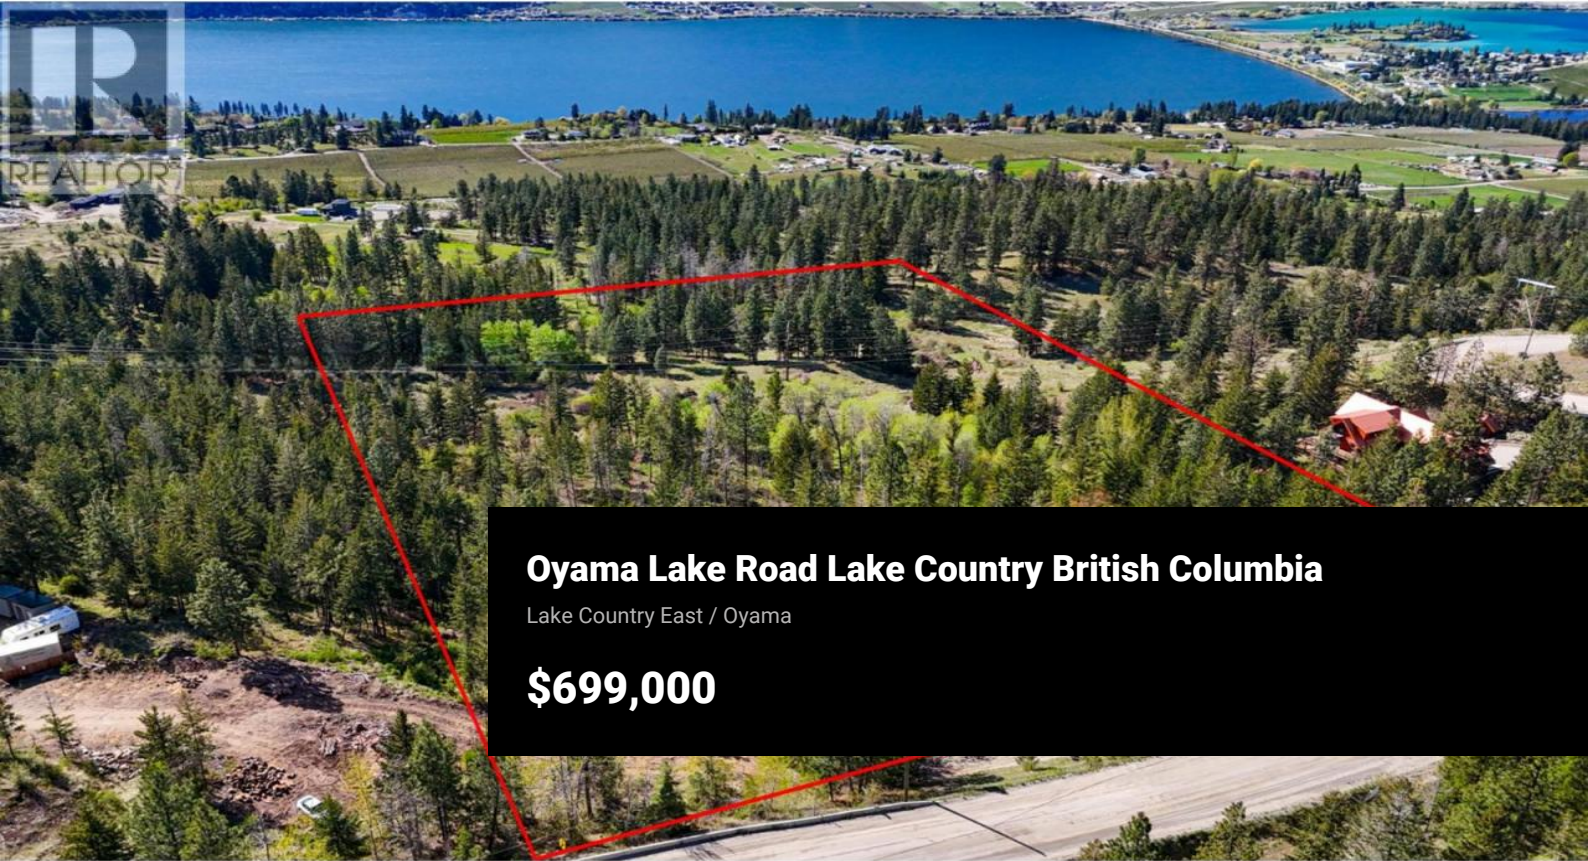 R
REALTOR®
Oyama Lake Road Lake Country British Columbia
Lake Country East / Oyama
$699,000